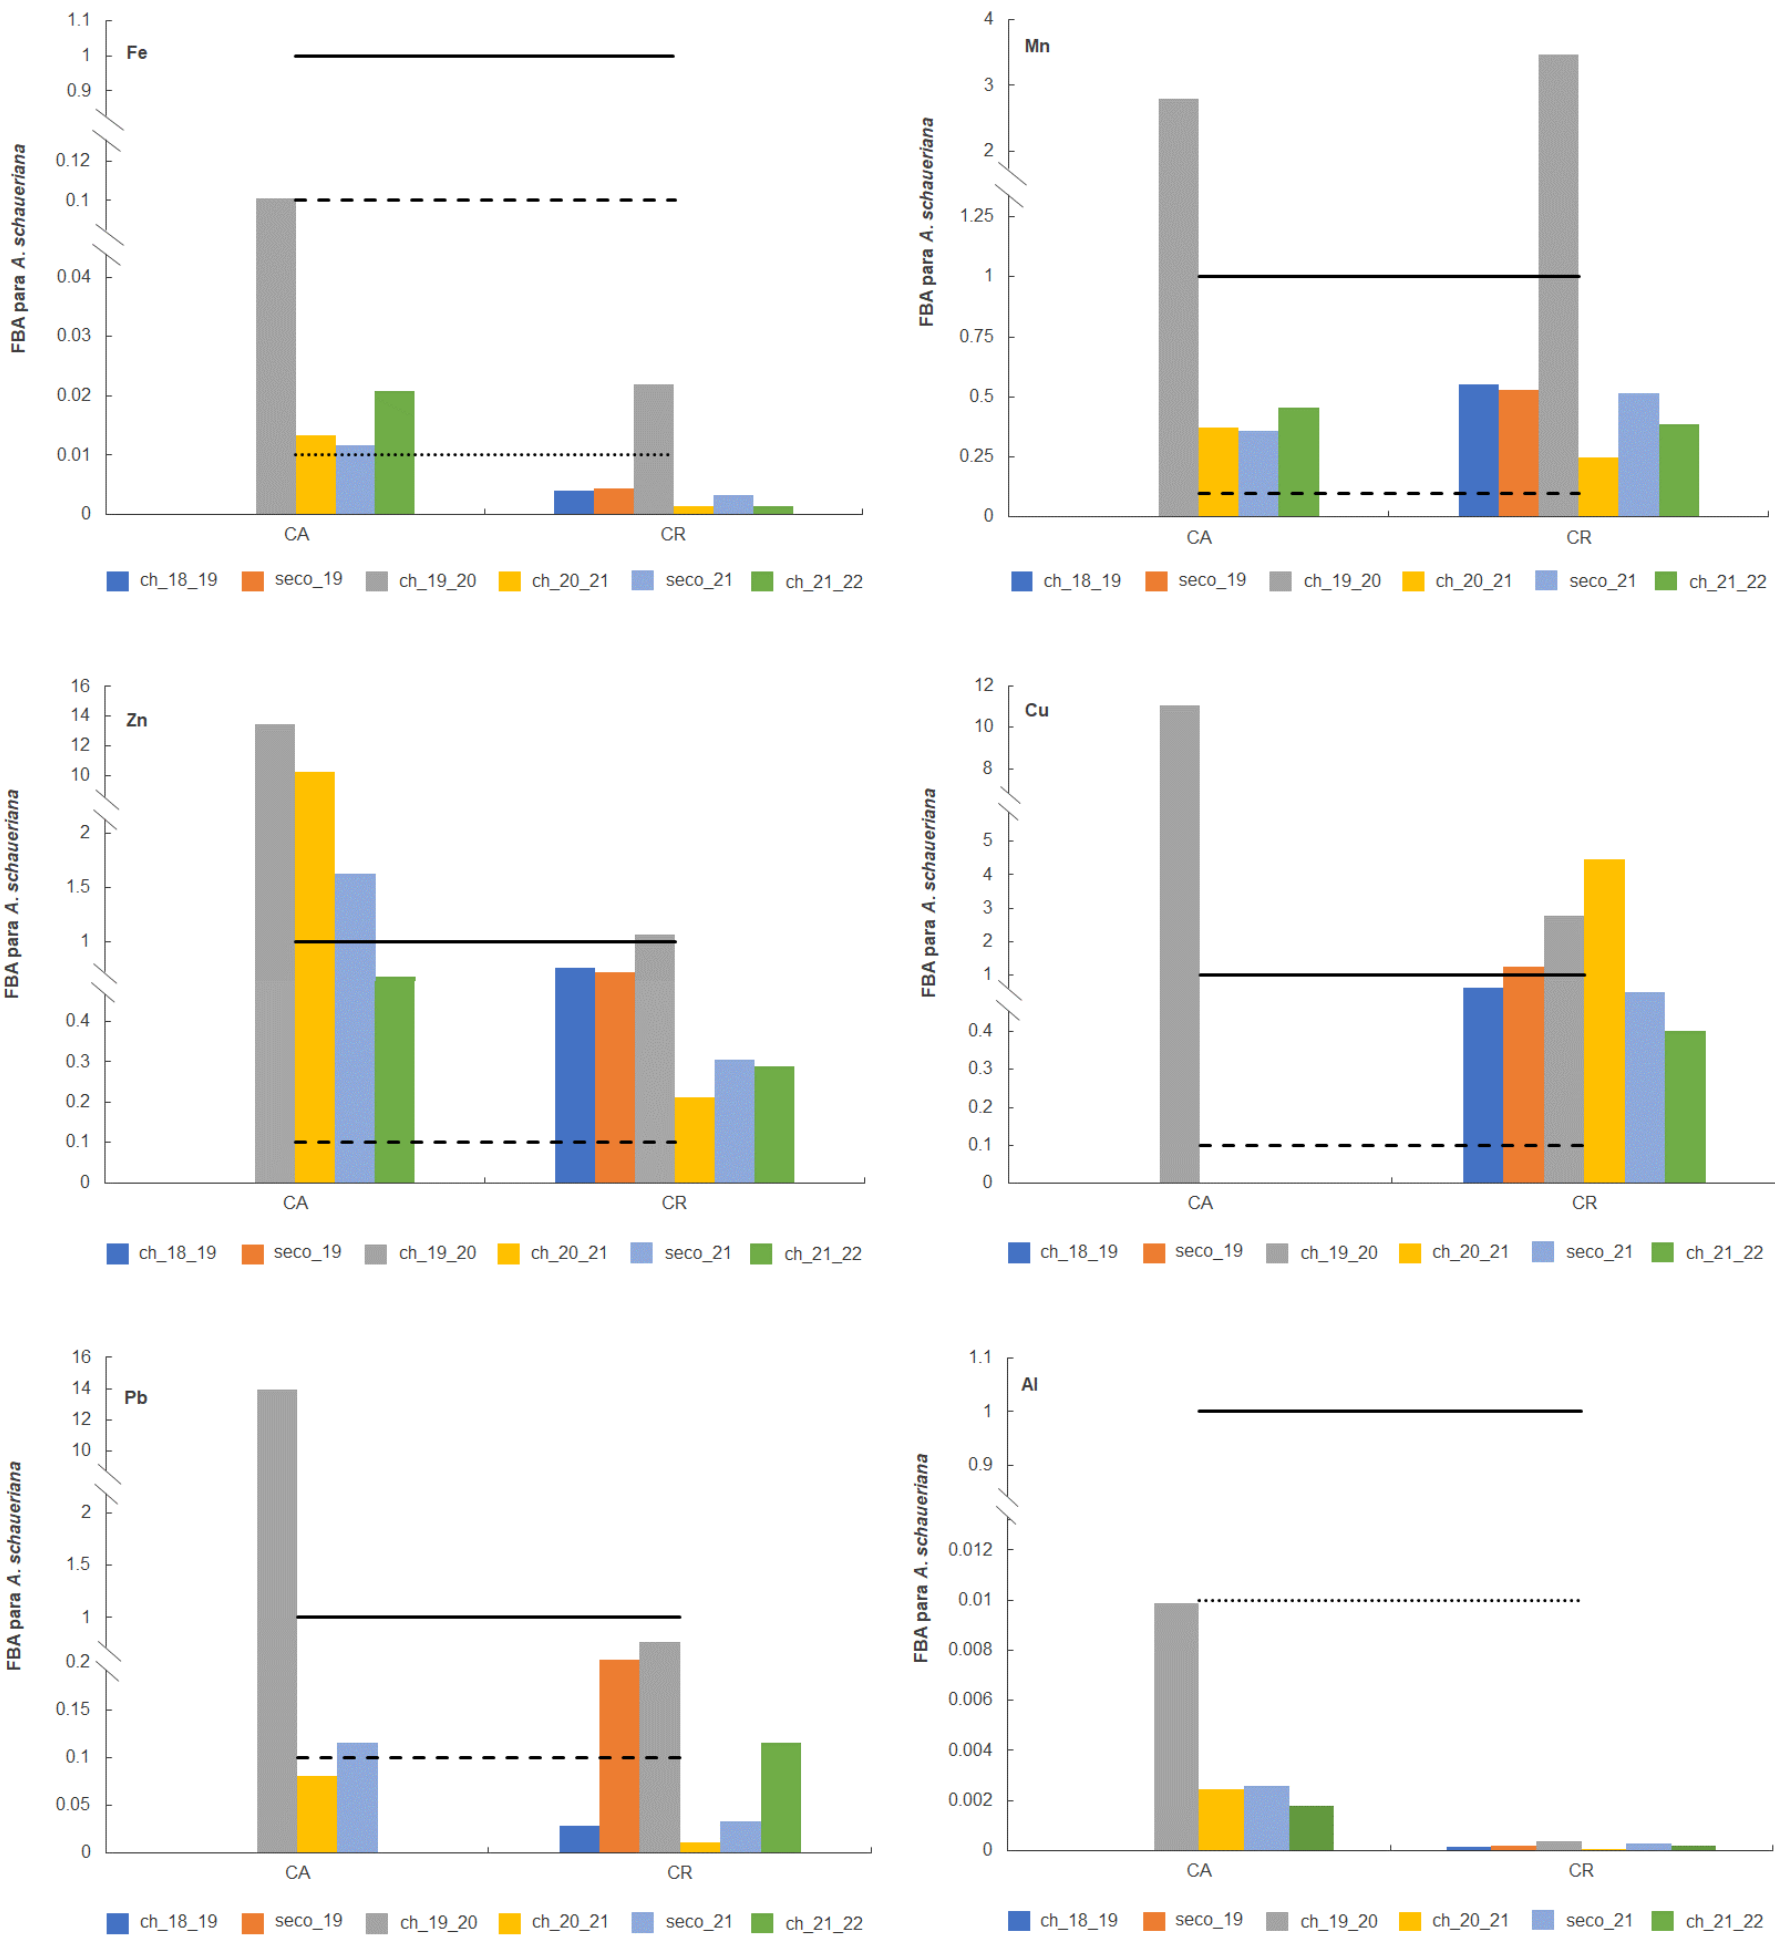 Fe
FBA para A. schaueriana
1.1
1
0.9
0.12
0.1
0.04
0.03
0.02
0.01
0
CA CR
ch_18_19 seco_19 ch_19_20 ch_20_21 seco_21 ch_21_22
Mn
FBA para A. schaueriana
4
3
2
1.25
1
0.75
0.5
0.25
0
CA CR
ch_18_19 seco_19 ch_19_20 ch_20_21 seco_21 ch_21_22
Zn
FBA para A. schaueriana
16
14
12
10
2
1.5
1
0.4
0.3
0.2
0.1
0
CA CR
ch_18_19 seco_19 ch_19_20 ch_20_21 seco_21 ch_21_22
Cu
FBA para A. schaueriana
12
10
8
5
4
3
2
1
0.4
0.3
0.2
0.1
0
CA CR
ch_18_19 seco_19 ch_19_20 ch_20_21 seco_21 ch_21_22
Pb
FBA para A. schaueriana
16
14
12
10
2
1.5
1
0.2
0.15
0.1
0.05
0
CA CR
ch_18_19 seco_19 ch_19_20 ch_20_21 seco_21 ch_21_22
Al
FBA para A. schaueriana
1.1
1
0.9
0.012
0.01
0.008
0.006
0.004
0.002
0
CA CR
ch_18_19 seco_19 ch_19_20 ch_20_21 seco_21 ch_21_22